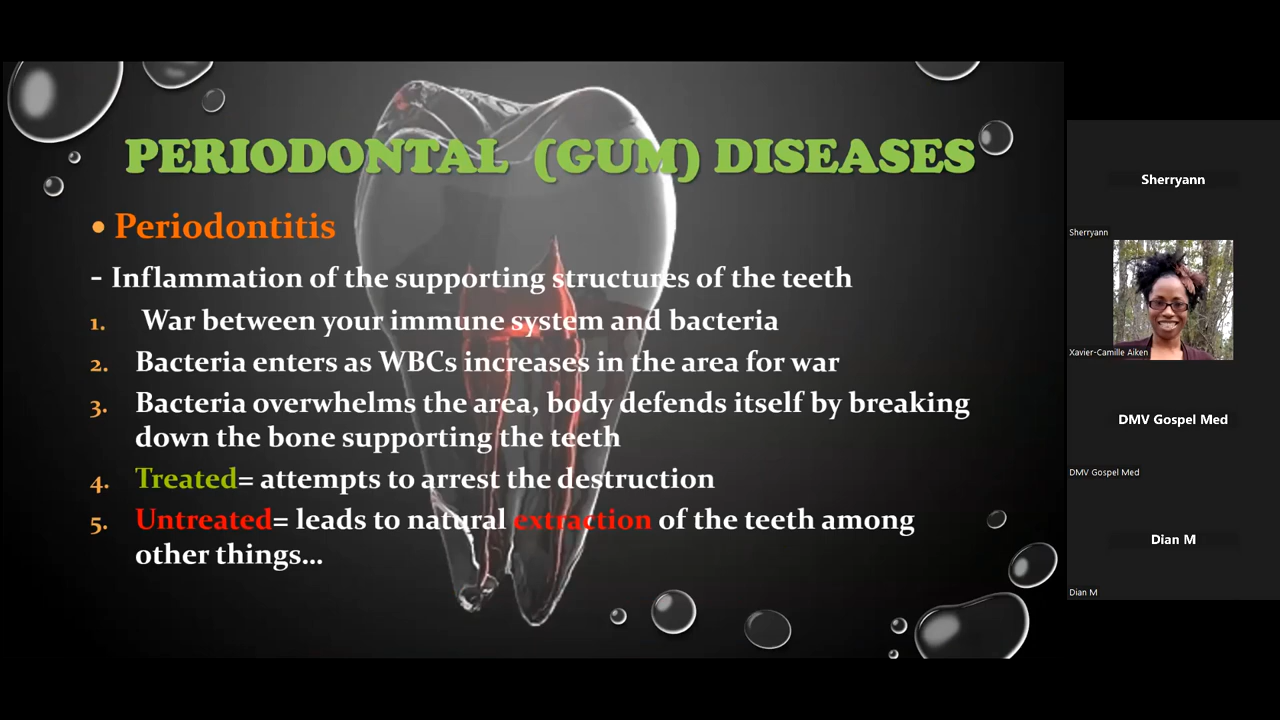 PERIODONTAL (GUM) DISEASES
• Periodontitis
- Inflammation of the supporting structures of the teeth
1. War between your immune system and bacteria
2. Bacteria enters as WBCs increases in the area for war
3. Bacteria overwhelms the area, body defends itself by breaking
down the bone supporting the teeth
4. Treated= attempts to arrest the destruction
5. Untreated= leads to natural extraction of the teeth among
other things...
Sherryann
Sherryann
Xavier-Camille Aiken
DMV Gospel Med
DMV Gospel Med
Dian M
Dian M